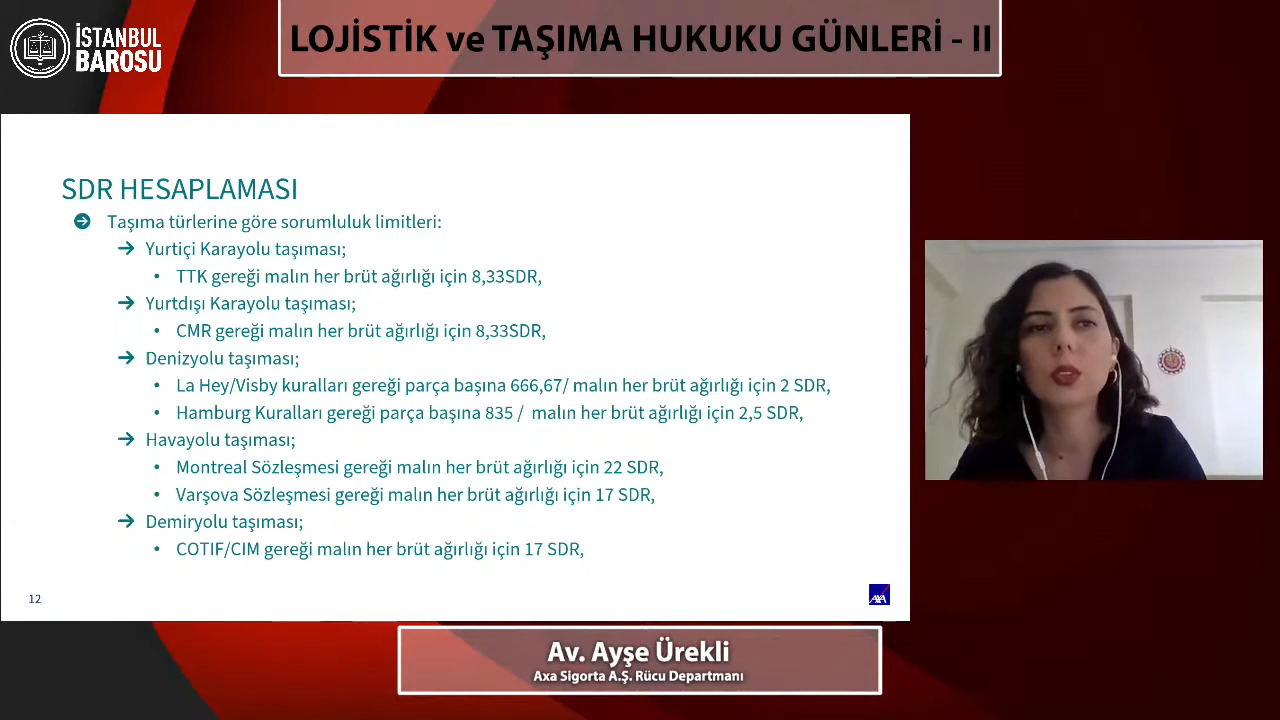 İSTANBUL
BAROSU
LOJİSTİK ve TAŞIMA HUKUKU GÜNLERİ - II
SDR HESAPLAMASI
Taşıma türlerine göre sorumluluk limitleri:
Yurtiçi Karayolu taşıması;
• TTK gereği malın her brüt ağırlığı için 8,33SDR,
Yurtdışı Karayolu taşıması;
• CMR gereği malın her brüt ağırlığı için 8,33SDR,
Denizyolu taşıması;
• La Hey/Visby kuralları gereği parça başına 666,67/ malın her brüt ağırlığı için 2 SDR,
• Hamburg Kuralları gereği parça başına 835 / malın her brüt ağırlığı için 2,5 SDR,
Havayolu taşıması;
• Montreal Sözleşmesi gereği malın her brüt ağırlığı için 22 SDR,
• Varşova Sözleşmesi gereği malın her brüt ağırlığı için 17 SDR,
Demiryolu taşıması;
• COTIF/CIM gereği malın her brüt ağırlığı için 17 SDR,
12
AXA
Av. Ayşe Ürekli
Axa Sigorta A.Ş. Rücu Departmanı